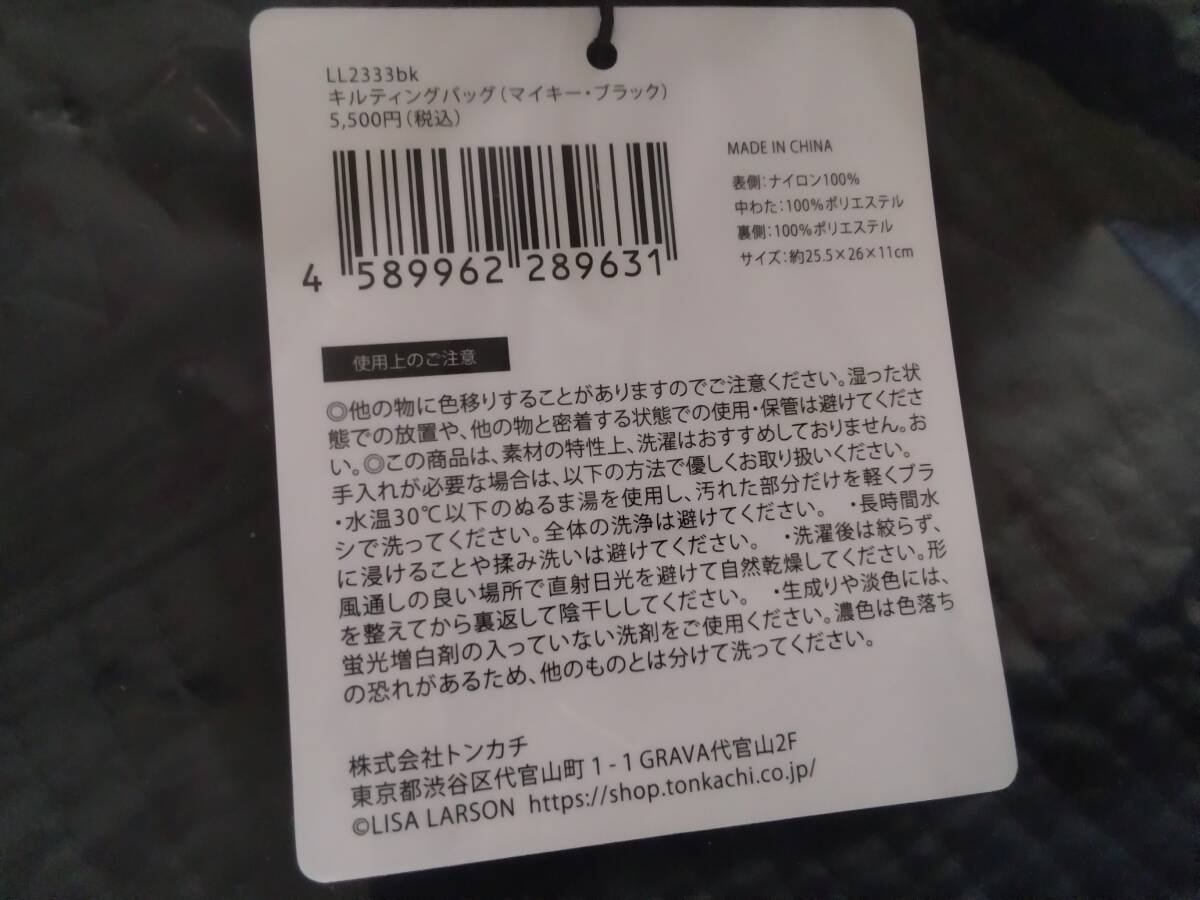 LL2333bk
キルティングバッグ（マイキー・ブラック）
5,500円（税込）
4 589962 289631
MADE IN CHINA
表側：ナイロン100%
中わた：100%ポリエステル
裏側：100%ポリエステル
サイズ：約25.5×26×11cm
使用上のご注意
◎他の物に色移りすることがありますのでご注意ください。湿った状
態での放置や、他の物と密着する状態での使用・保管は避けてくださ
い。◎この商品は、素材の特性上、洗濯はおすすめしておりません。お
手入れが必要な場合は、以下の方法で優しくお取り扱いください。
・水温30℃以下のぬるま湯を使用し、汚れた部分だけを軽くブラ
シで洗ってください。全体の洗浄は避けてください。　・長時間水
に浸けることや揉み洗いは避けてください。　・洗濯後は絞らず、
風通しの良い場所で直射日光を避けて自然乾燥してください。形
を整えてから裏返して陰干ししてください。　・生成りや淡色には、
蛍光増白剤の入っていない洗剤をご使用ください。濃色は色落ち
の恐れがあるため、他のものとは分けて洗ってください。
株式会社トンカチ
東京都渋谷区代官山町 1 - 1 GRAVA代官山2F
©LISA LARSON https://shop.tonkachi.co.jp/